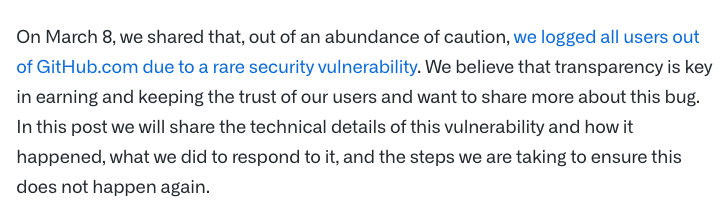 On March 8, we shared that, out of an abundance of caution, we logged all users out
of GitHub.com due to a rare security vulnerability. We believe that transparency is key
in earning and keeping the trust of our users and want to share more about this bug.
In this post we will share the technical details of this vulnerability and how it
happened, what we did to respond to it, and the steps we are taking to ensure this
does not happen again.